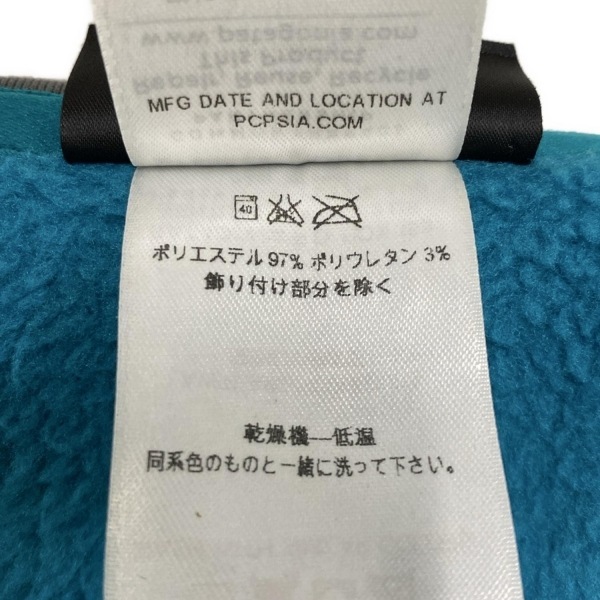 MFG DATE AND LOCATION AT
PCPSIA.COM
40
ポリエステル 97% ポリウレタン 3%
飾り付け部分を除く
乾燥機―低温
同系色のものと一緒に洗って下さい。